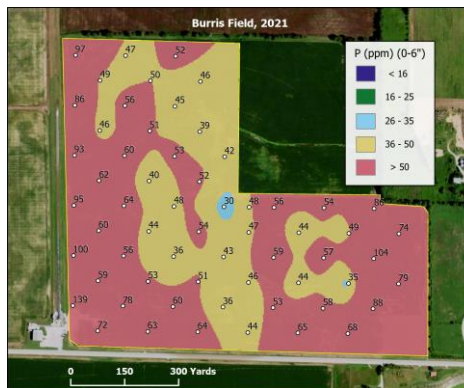 Burris Field, 2021
P (ppm) (0-6")
< 16
16 - 25
26 - 35
36 - 50
> 50
97 47 52
49 50 46
86 56 45
46 51 39
93 60 53 42
62 40 52
95 48 30 48 56 54 86
60 44 54 47 44 49 74
100 56 36 43 59 57 104
59 53 51 46 44 35 79
139 78 60 36 53 58 88
72 63 64 44 65 68
0 150 300 Yards